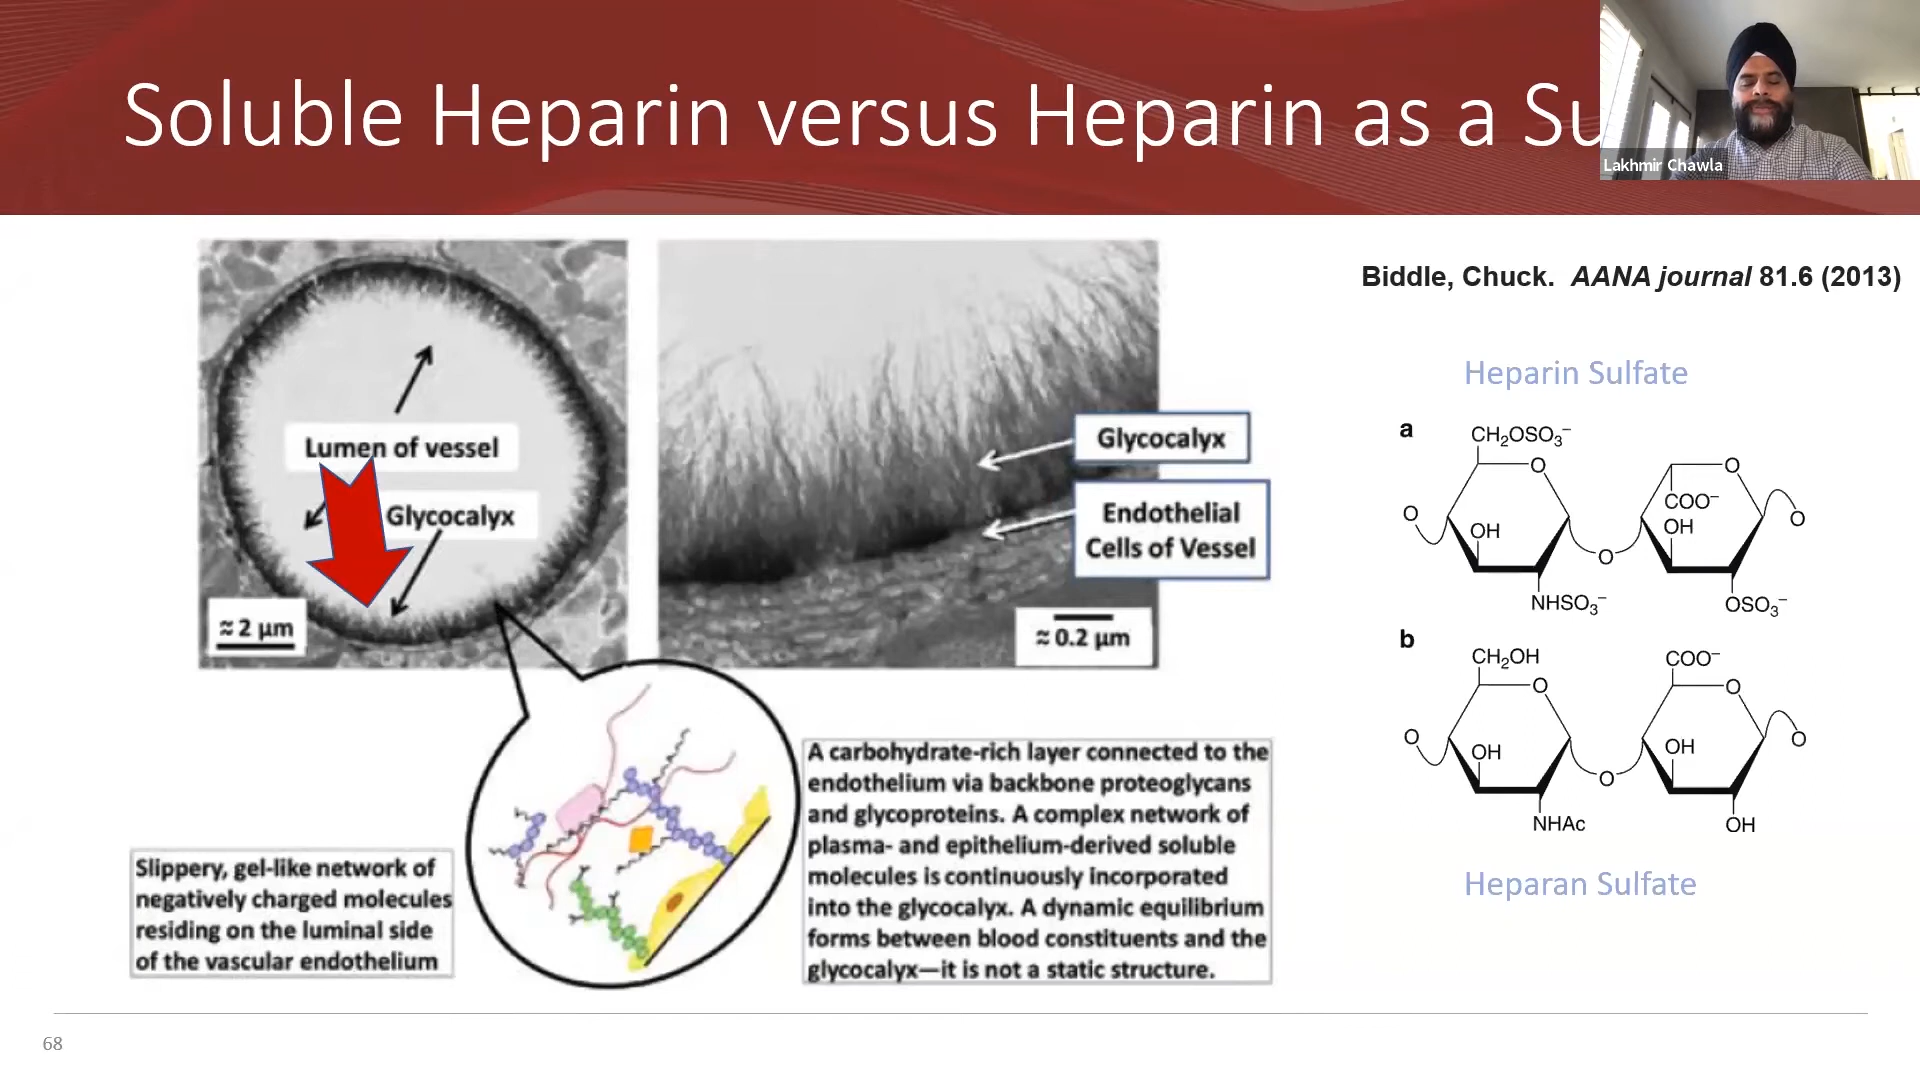 Soluble Heparin versus Heparin as a Su
Lakhmir Chawla
Lumen of vessel
Glycocalyx
≈ 2 µm
Glycocalyx
Endothelial
Cells of Vessel
≈ 0.2 µm
Biddle, Chuck. AANA journal 81.6 (2013)
Heparin Sulfate
a
CH₂OSO₃⁻
O
O
COO⁻
O
OH
OH
O
O
NHSO₃⁻
OSO₃⁻
b
CH₂OH
COO⁻
O
O
O
OH
OH
O
O
NHAc
OH
Heparan Sulfate
Slippery, gel-like network of
negatively charged molecules
residing on the luminal side
of the vascular endothelium
A carbohydrate-rich layer connected to the
endothelium via backbone proteoglycans
and glycoproteins. A complex network of
plasma- and epithelium-derived soluble
molecules is continuously incorporated
into the glycocalyx. A dynamic equilibrium
forms between blood constituents and the
glycocalyx—it is not a static structure.
68